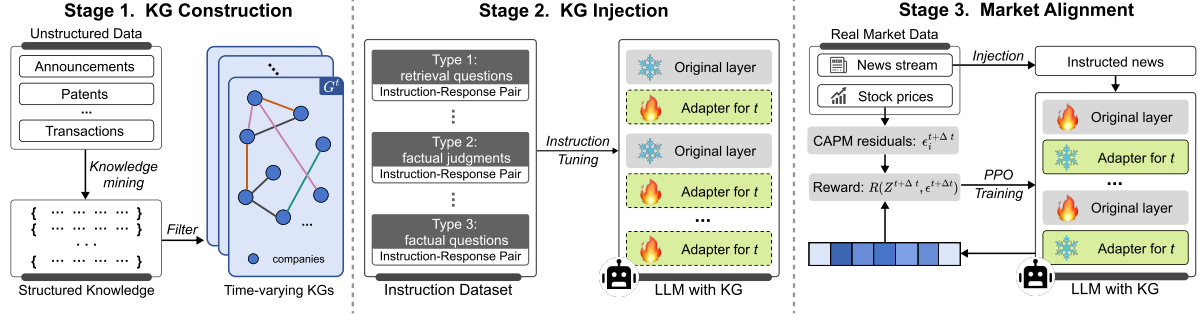 Stage 1. KG Construction
Unstructured Data
Announcements
Patents
...
Transactions
Knowledge
mining
{ ... ... ... ... }
{ ... ... ... ... }
. . .
{ ... ... ... ... }
Structured Knowledge
Filter
G^t
...
...
companies
Time-varying KGs
Stage 2. KG Injection
Type 1:
retrieval questions
Instruction-Response Pair
Type 2:
factual judgments
Instruction-Response Pair
Type 3:
factual questions
Instruction-Response Pair
Instruction Dataset
Instruction
Tuning
Original layer
Adapter for t
Original layer
Adapter for t
...
Adapter for t
LLM with KG
Stage 3. Market Alignment
Real Market Data
News stream
Stock prices
Injection
Instructed news
CAPM residuals: ϵ_i^{t+Δ t}
Reward: R(Z^{t+Δ t}, ϵ^{t+Δt})
PPO
Training
Original layer
Adapter for t
...
Original layer
Adapter for t
LLM with KG